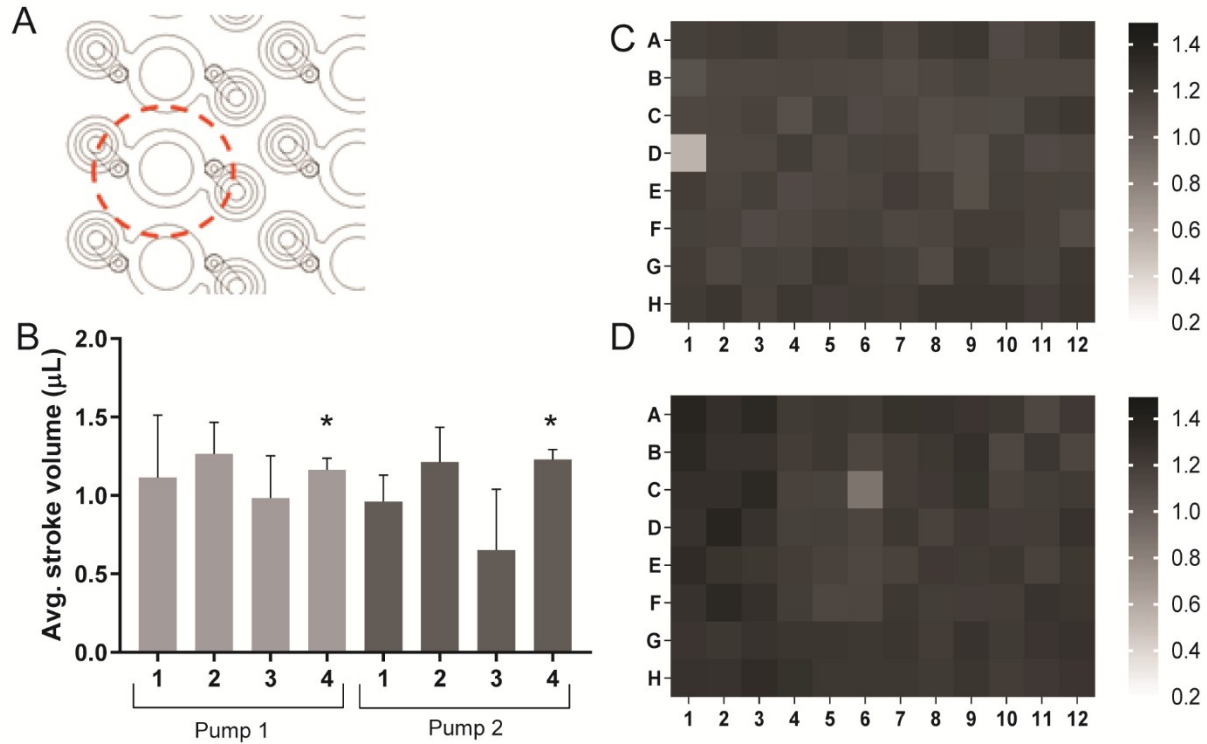 A
B
2.0
1.5
1.0
0.5
0.0
Avg. stroke volume (μL)
*
*
1 2 3 4 1 2 3 4
Pump 1 Pump 2
C
A
B
C
D
E
F
G
H
1 2 3 4 5 6 7 8 9 10 11 12
1.4
1.2
1.0
0.8
0.6
0.4
0.2
D
A
B
C
D
E
F
G
H
1 2 3 4 5 6 7 8 9 10 11 12
1.4
1.2
1.0
0.8
0.6
0.4
0.2